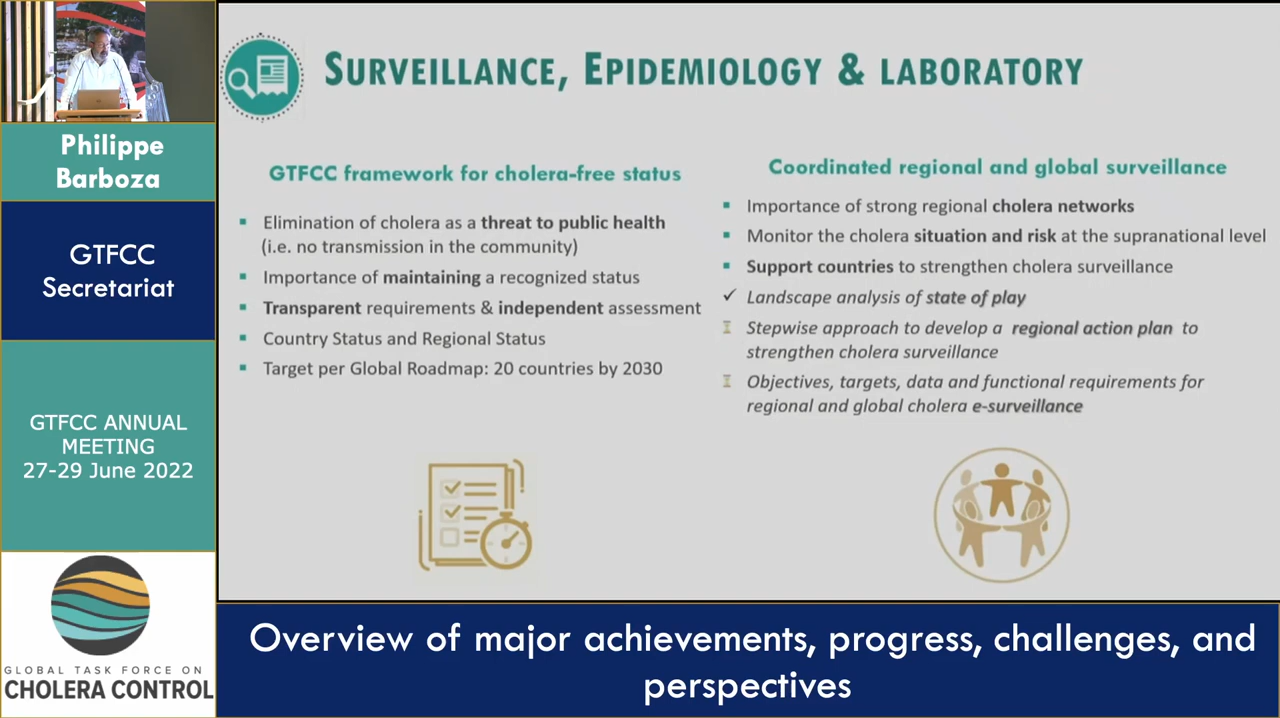 Philippe
Barboza
GTFCC
Secretariat
GTFCC ANNUAL
MEETING
27-29 June 2022
GLOBAL TASK FORCE ON
CHOLERA CONTROL
SURVEILLANCE, EPIDEMIOLOGY & LABORATORY
GTFCC framework for cholera-free status
▪ Elimination of cholera as a threat to public health
(i.e. no transmission in the community)
▪ Importance of maintaining a recognized status
▪ Transparent requirements & independent assessment
▪ Country Status and Regional Status
▪ Target per Global Roadmap: 20 countries by 2030
Coordinated regional and global surveillance
▪ Importance of strong regional cholera networks
▪ Monitor the cholera situation and risk at the supranational level
▪ Support countries to strengthen cholera surveillance
✓ Landscape analysis of state of play
⌛ Stepwise approach to develop a regional action plan to
strengthen cholera surveillance
⌛ Objectives, targets, data and functional requirements for
regional and global cholera e-surveillance
Overview of major achievements, progress, challenges, and
perspectives